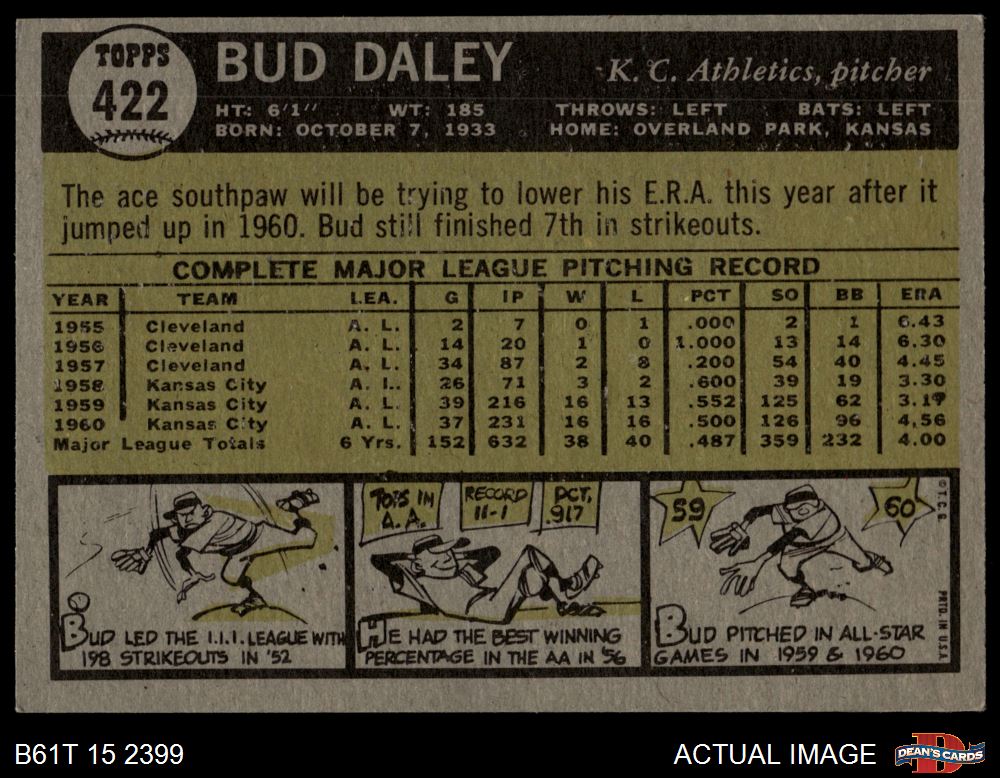 TOPPS
422
BUD DALEY
K. C. Athletics, pitcher
HT: 6'1" WT: 185 THROWS: LEFT BATS: LEFT
BORN: OCTOBER 7, 1933 HOME: OVERLAND PARK, KANSAS
The ace southpaw will be trying to lower his E.R.A. this year after it
jumped up in 1960. Bud still finished 7th in strikeouts.
COMPLETE MAJOR LEAGUE PITCHING RECORD
YEAR TEAM LEA. G IP W L PCT SO BB ERA
1955 Cleveland A. L. 2 7 0 1 .000 2 1 6.43
1956 Cleveland A. L. 14 20 1 0 1.000 13 14 6.30
1957 Cleveland A. L. 34 87 2 8 .200 54 40 4.45
1958 Kansas City A. L. 26 71 3 2 .600 39 19 3.30
1959 Kansas City A. L. 39 216 16 13 .552 125 62 3.17
1960 Kansas City A. L. 37 231 16 16 .500 126 96 4.56
Major League Totals 6 Yrs. 152 632 38 40 .487 359 232 4.00
BUD LED THE I.I.I. LEAGUE WITH
198 STRIKEOUTS IN '52
TOPS IN
A.A.
RECORD
11-1
PCT.
.917
HE HAD THE BEST WINNING
PERCENTAGE IN THE AA IN '56
59
60
BUD PITCHED IN ALL-STAR
GAMES IN 1959 & 1960
© T.C.G.
PRTD. IN U.S.A.
B61T 15 2399
ACTUAL IMAGE
DEAN'S CARDS